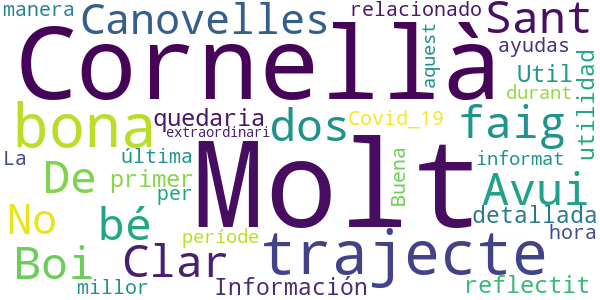 manera
relacionado
Sant
Canovelles
Cornellà
ayudas
aquest
Util
utilidad
durant
bona
quedaria
dos
Covid_19
faig
extraordinari
Molt
La
última
informat
De
primer
per
Buena
Avui
No
bé
detallada
hora
període
trajecte
Boi
Clar
millor
Información
reflectit